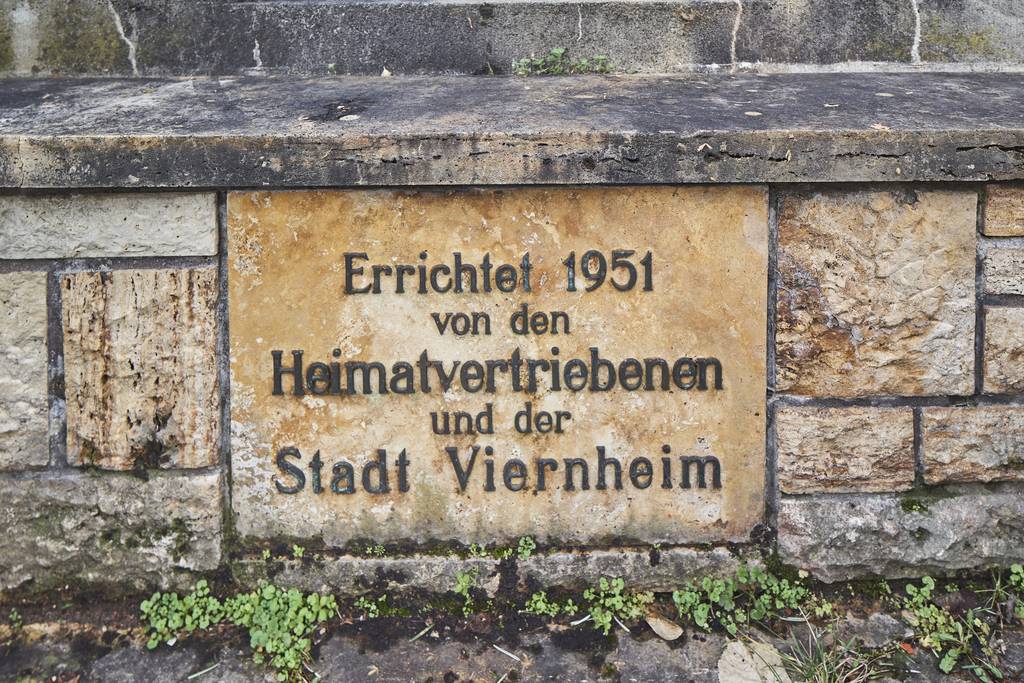 Errichtet 1951
von den
Heimatvertriebenen
und der
Stadt Viernheim